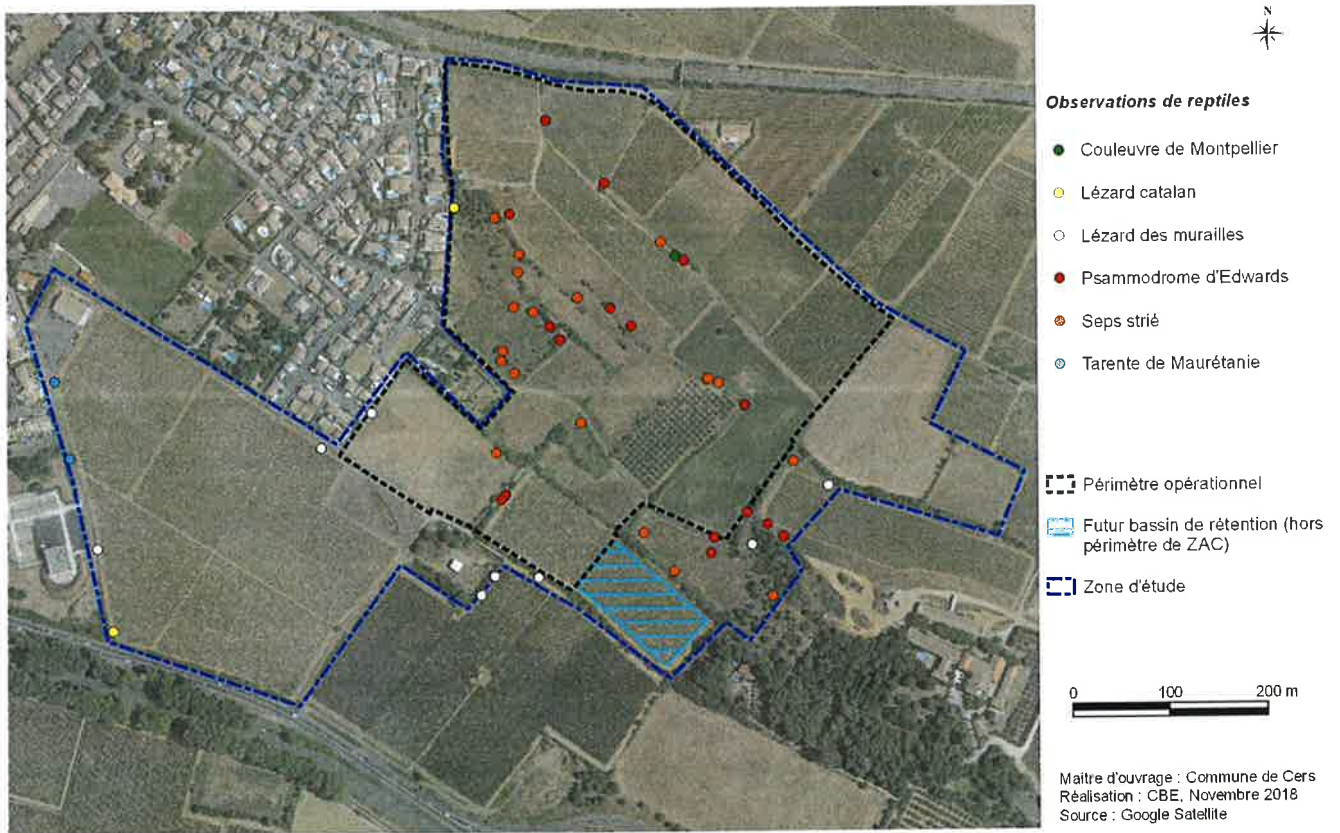 N
Observations de reptiles
Couleuvre de Montpellier
Lézard catalan
Lézard des murailles
Psammodrome d'Edwards
Seps strié
Tarente de Maurétanie
Périmètre opérationnel
Futur bassin de rétention (hors
périmètre de ZAC)
Zone d'étude
0 100 200 m
Maître d'ouvrage : Commune de Cers
Réalisation : CBE, Novembre 2018
Source : Google Satellite